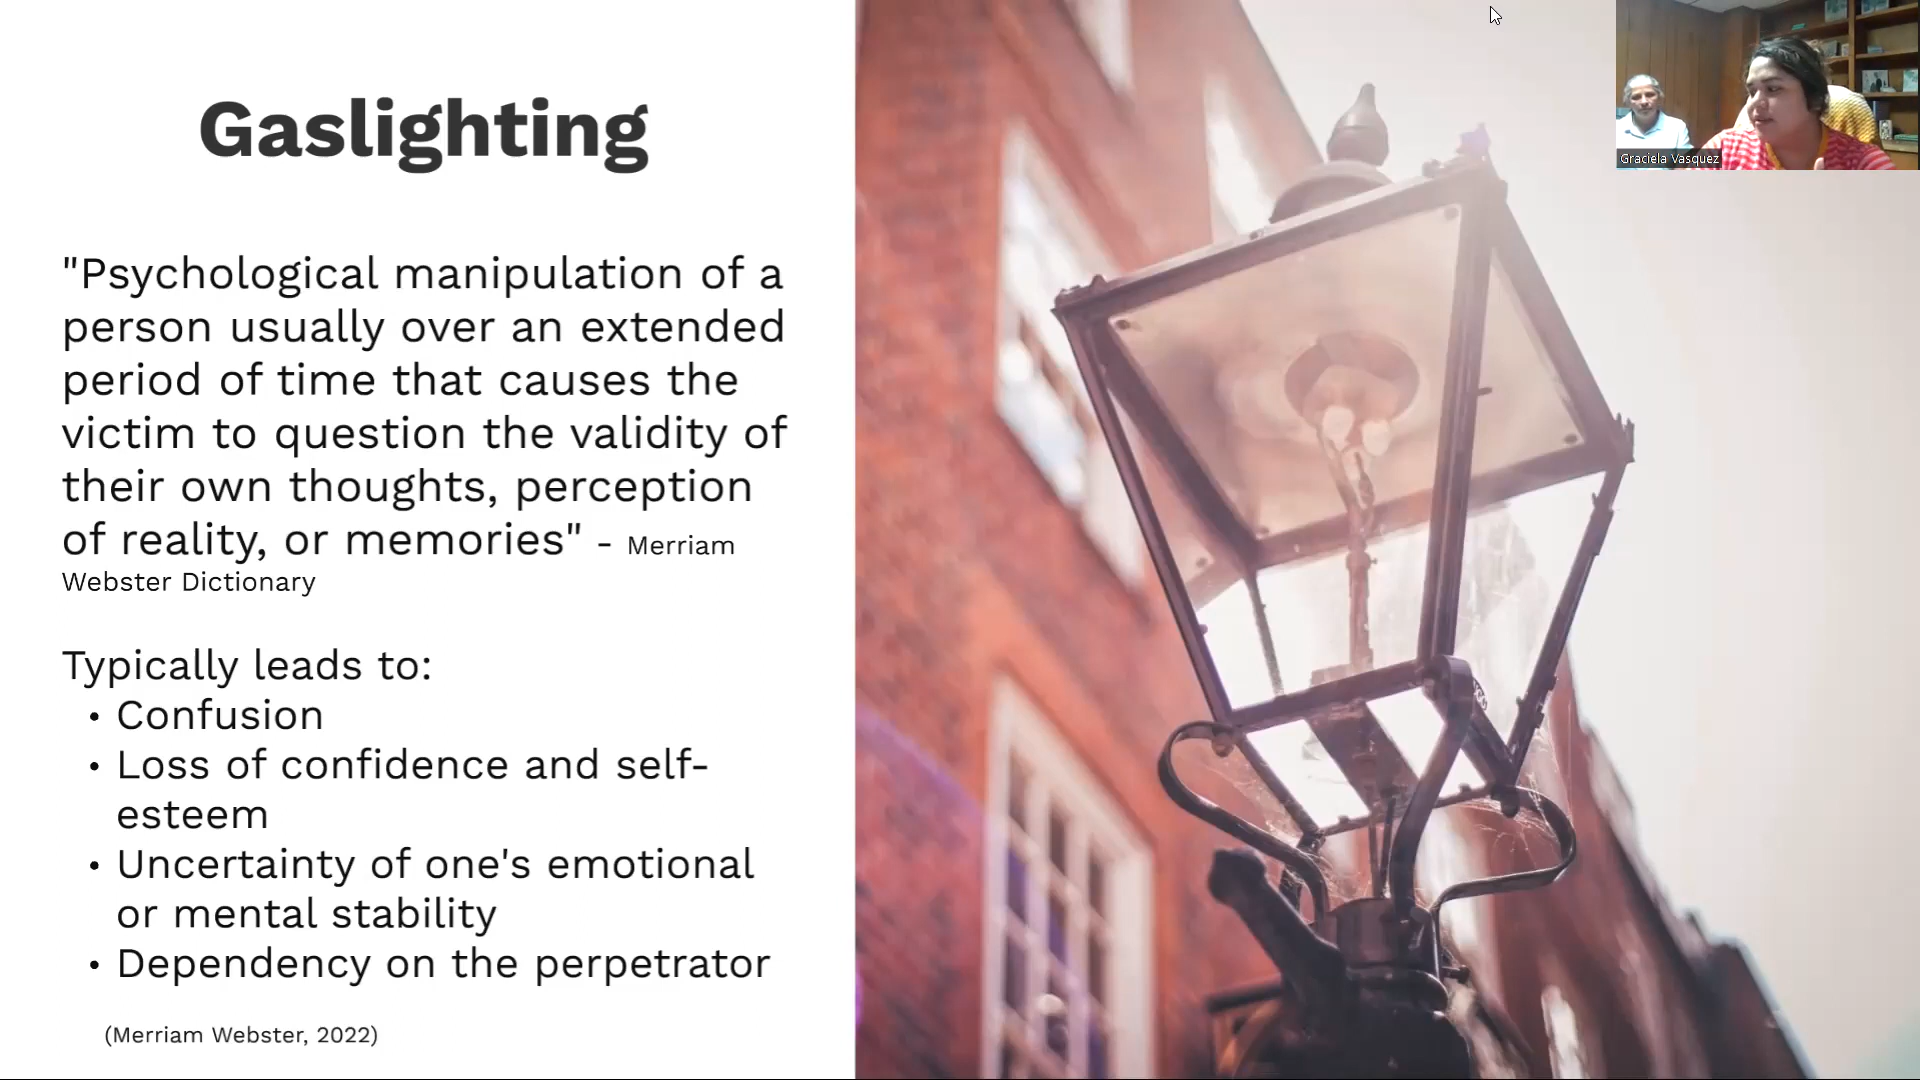 Gaslighting
"Psychological manipulation of a
person usually over an extended
period of time that causes the
victim to question the validity of
their own thoughts, perception
of reality, or memories" - Merriam
Webster Dictionary
Typically leads to:
• Confusion
• Loss of confidence and self-
esteem
• Uncertainty of one's emotional
or mental stability
• Dependency on the perpetrator
(Merriam Webster, 2022)
Graciela Vasquez